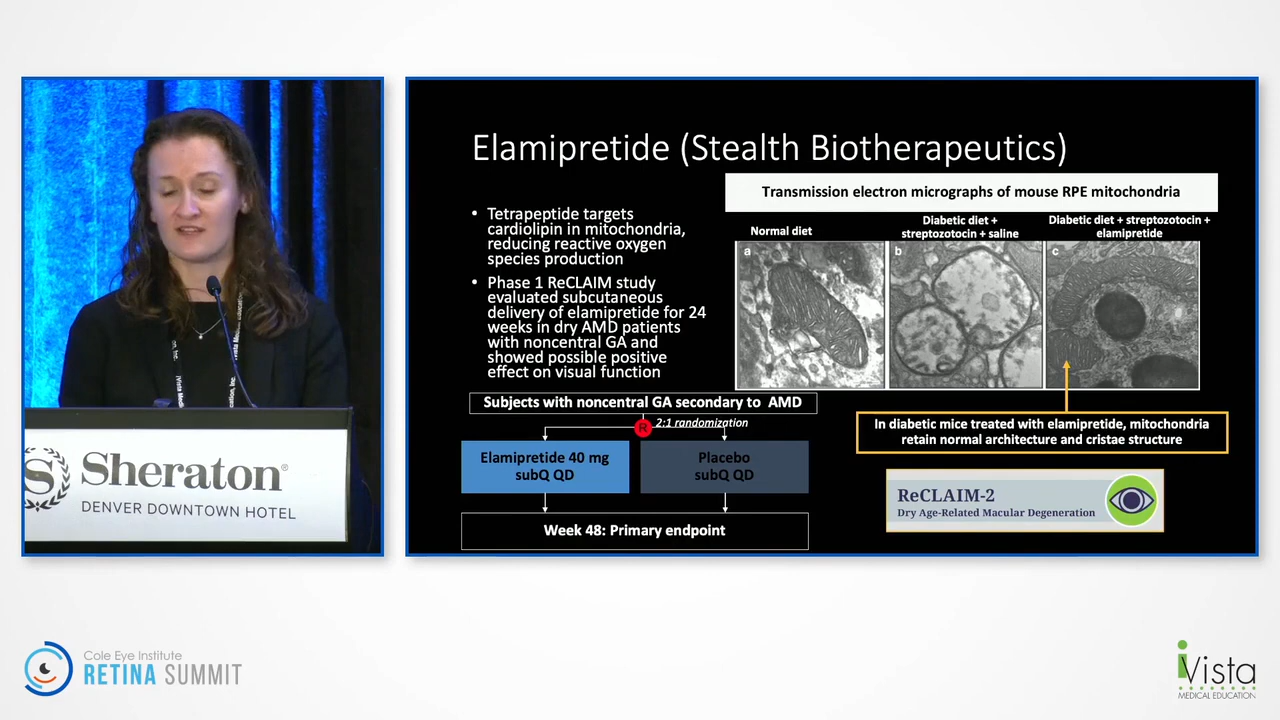 Elamipretide (Stealth Biotherapeutics)
• Tetrapeptide targets
cardiolipin in mitochondria,
reducing reactive oxygen
species production
• Phase 1 ReCLAIM study
evaluated subcutaneous
delivery of elamipretide for 24
weeks in dry AMD patients
with noncentral GA and
showed possible positive
effect on visual function
Transmission electron micrographs of mouse RPE mitochondria
Normal diet
Diabetic diet +
streptozotocin + saline
Diabetic diet + streptozotocin +
elamipretide
a
b
c
In diabetic mice treated with elamipretide, mitochondria
retain normal architecture and cristae structure
Subjects with noncentral GA secondary to AMD
R
2:1 randomization
Elamipretide 40 mg
subQ QD
Placebo
subQ QD
Week 48: Primary endpoint
ReCLAIM-2
Dry Age-Related Macular Degeneration
S
Sheraton®
DENVER DOWNTOWN HOTEL
Cole Eye Institute
RETINA SUMMIT
iVista
MEDICAL EDUCATION